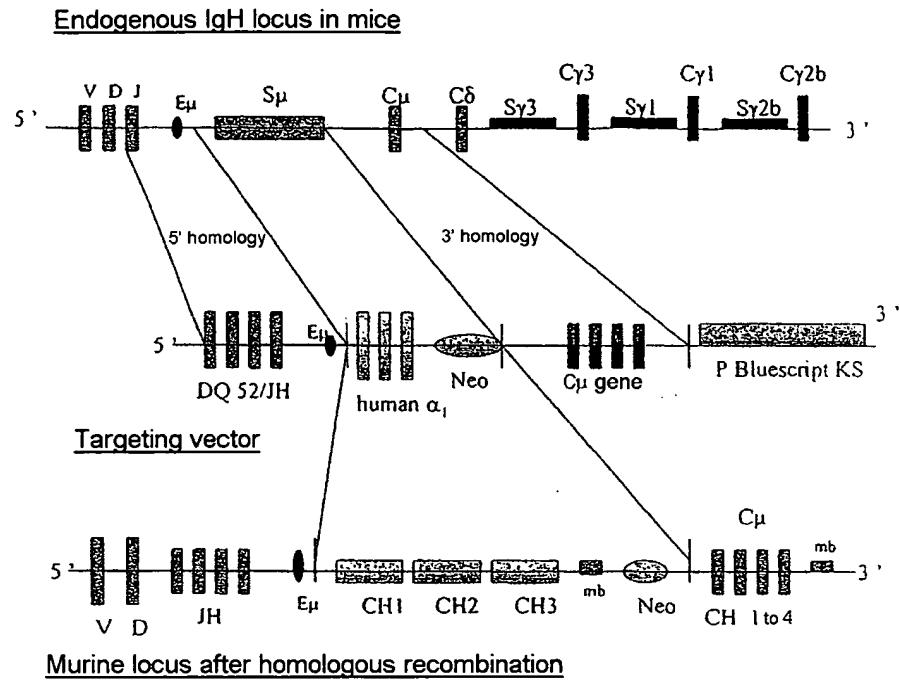 Endogenous IgH locus in mice
5 '
V D J
Eμ
Sμ
Cμ
Cδ
Sγ3
Cγ3
Sγ1
Cγ1
Sγ2b
Cγ2b
3 '
5' homology
3' homology
5 '
DQ 52/JH
Eμ
human α1
Neo
Cμ gene
P Bluescript KS
3 '
Targeting vector
5 '
V D
JH
Eμ
CH1
CH2
CH3
mb
Neo
Cμ
CH 1 to 4
mb
3 '
Murine locus after homologous recombination